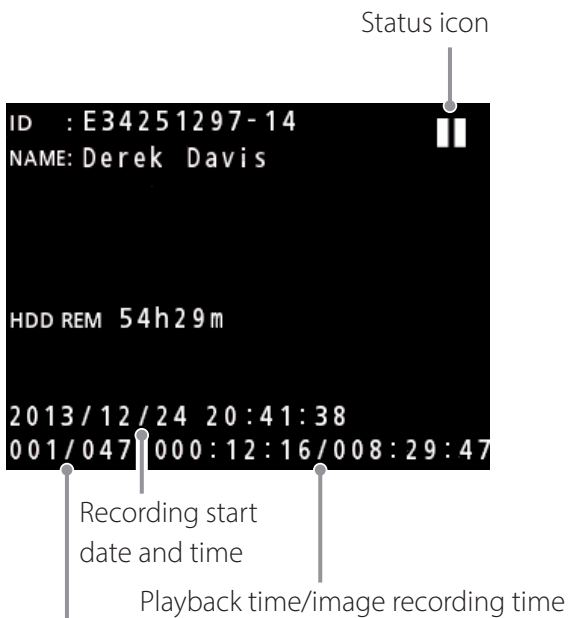 Status icon
ID : E34251297-14
NAME: Derek Davis
HDD REM 54h29m
2013/12/24 20:41:38
001/047 000:12:16/008:29:47
Recording start
date and time
Playback time/image recording time